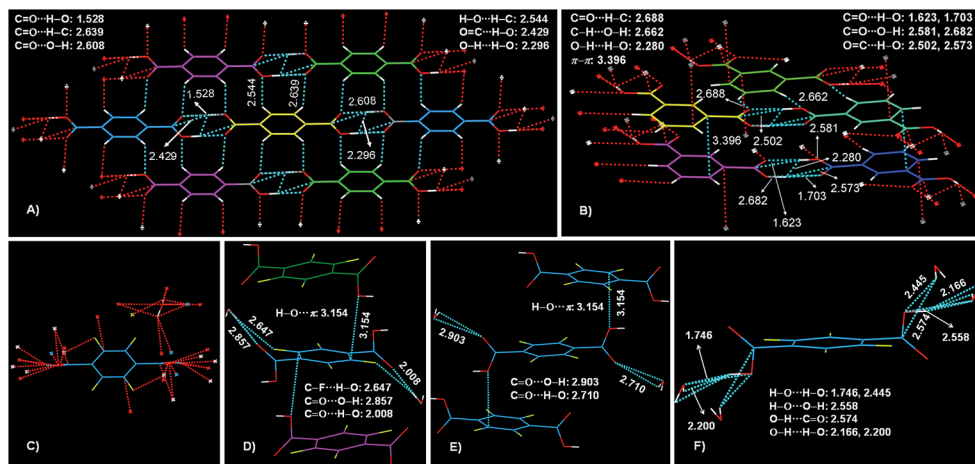 C=O···H–O: 1.528
C=O···H–C: 2.639
C=O···O–H: 2.608
H–O···H–C: 2.544
O=C···H–O: 2.429
O–H···H–O: 2.296
1.528
2.544
2.639
2.608
2.429
2.296
A)
C=O···H–C: 2.688
C–H···O–H: 2.662
O–H···H–O: 2.280
π–π: 3.396
C=O···H–O: 1.623, 1.703
C=O···O–H: 2.581, 2.682
O=C···H–O: 2.502, 2.573
2.688
2.662
2.581
3.396
2.502
2.280
2.573
2.682
1.703
1.623
B)
C)
H–O···π: 3.154
2.647
2.857
3.154
2.008
C–F···H–O: 2.647
C=O···O–H: 2.857
C=O···H–O: 2.008
D)
3.154
H–O···π: 3.154
2.903
2.710
C=O···O–H: 2.903
C=O···H–O: 2.710
E)
2.445
2.166
2.574
2.558
1.746
2.200
H–O···H–O: 1.746, 2.445
H–O···O–H: 2.558
O–H···C=O: 2.574
O–H···H–O: 2.166, 2.200
F)